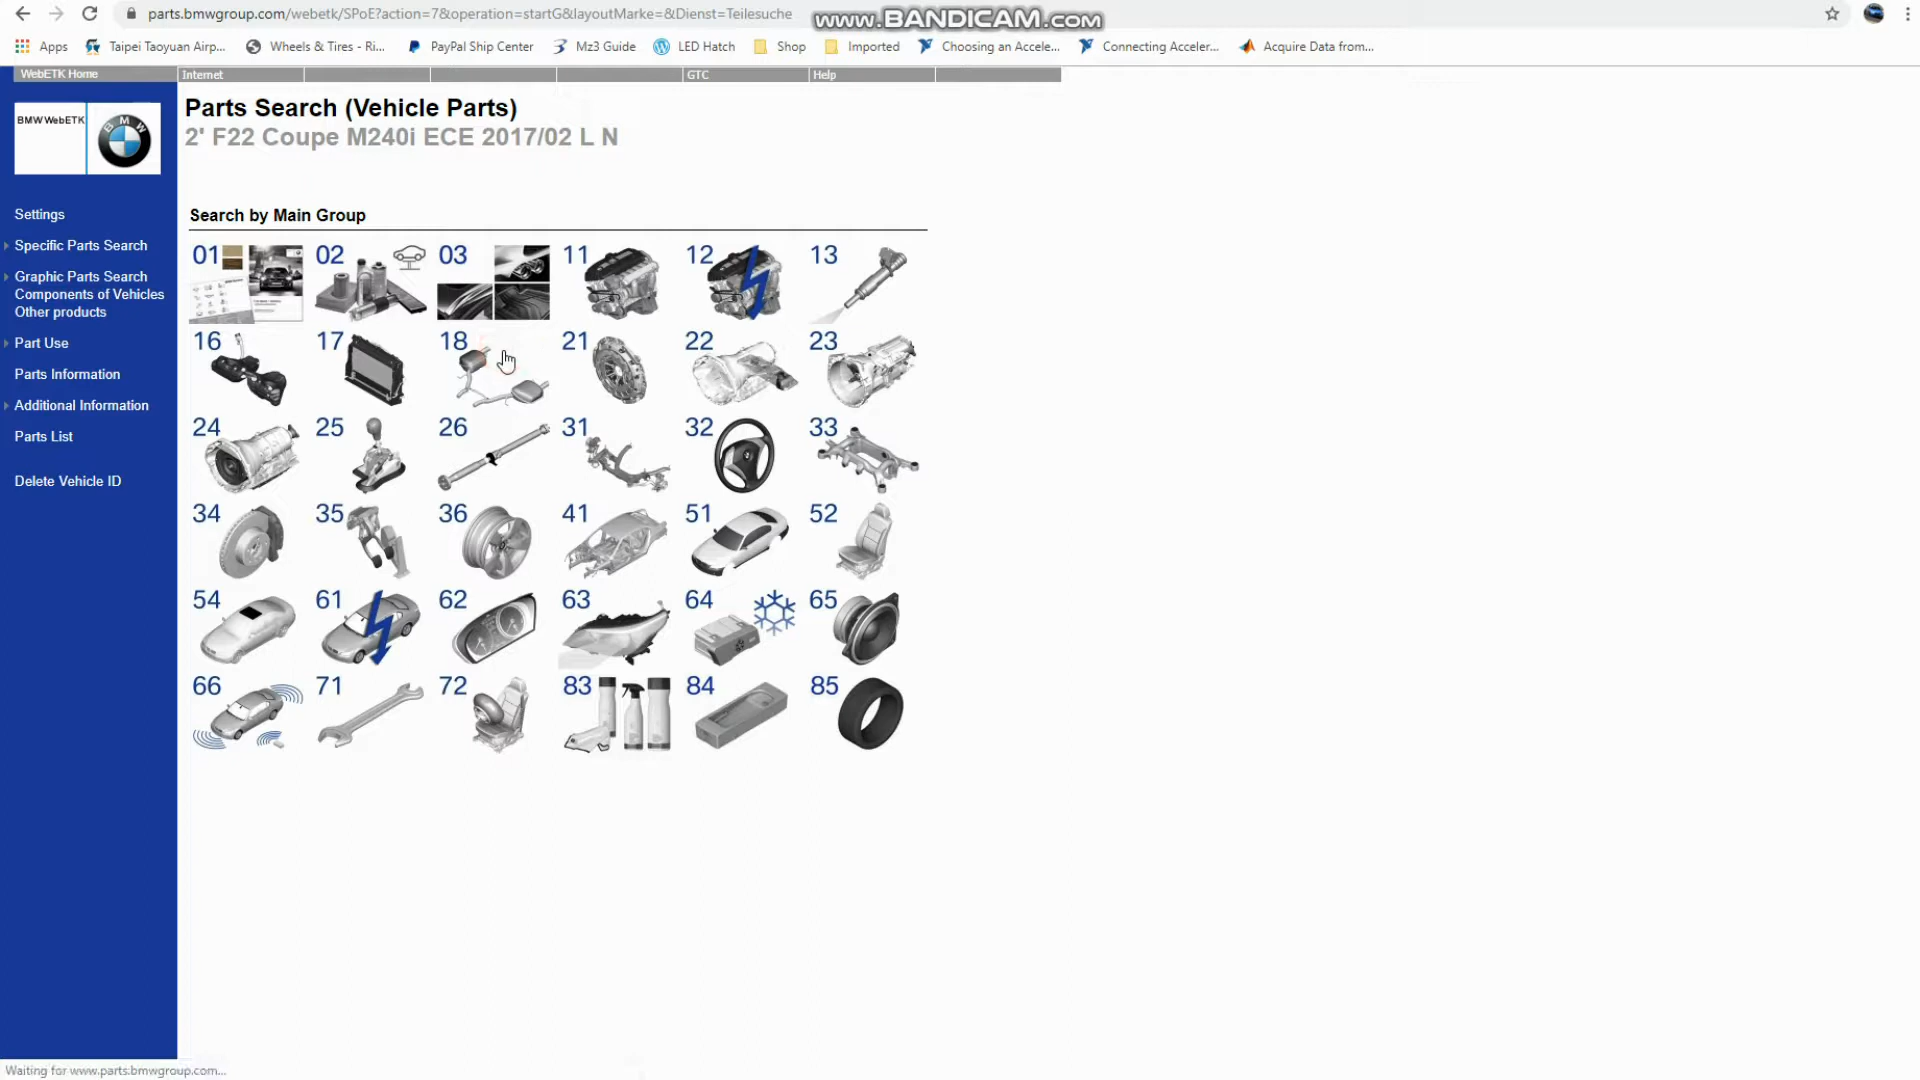 parts.bmwgroup.com/webetk/SPoE?action=7&operation=startG&layoutMarke=&Dienst=Teilesuche
www.BANDICAM.com
Apps
Taipei Taoyuan Airp...
Wheels & Tires - Ri...
PayPal Ship Center
Mz3 Guide
LED Hatch
Shop
Imported
Choosing an Accele...
Connecting Acceler...
Acquire Data from...
WebETK Home
Internet
GTC
Help
BMW WebETK
BMW
Parts Search (Vehicle Parts)
2' F22 Coupe M240i ECE 2017/02 L N
Settings
Specific Parts Search
Graphic Parts Search
Components of Vehicles
Other products
Part Use
Parts Information
Additional Information
Parts List
Delete Vehicle ID
Search by Main Group
01 02 03 11 12 13
16 17 18 21 22 23
24 25 26 31 32 33
34 35 36 41 51 52
54 61 62 63 64 65
66 71 72 83 84 85
Waiting for www.parts.bmwgroup.com...